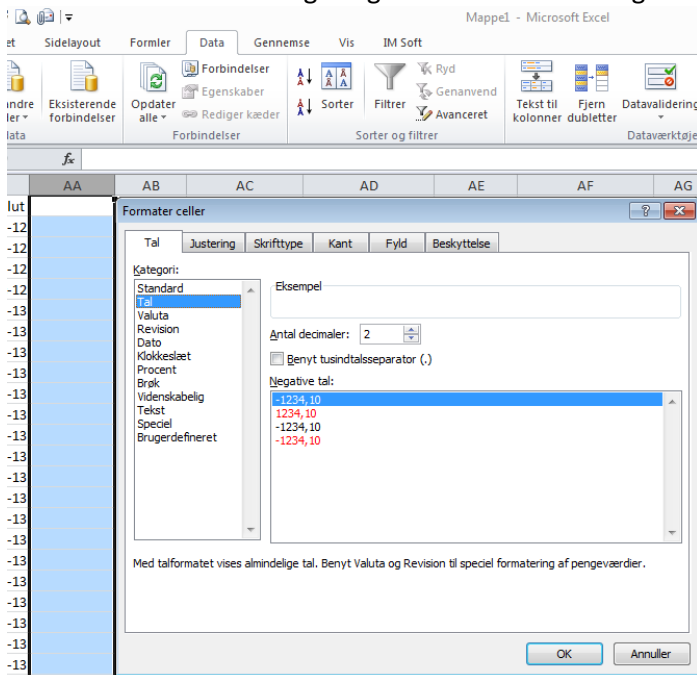 Mappe1 - Microsoft Excel
Sidelayout Formler Data Gennemse Vis IM Soft
Forbindelser Ryd
Egenskaber Genanvend
Eksisterende Opdater Sorter Filtrer Tekst til Fjern Datavalidering
forbindelser alle Rediger kæder Avanceret kolonner dubletter
Forbindelser Sorter og filtrer Dataværktøje
fx
AA AB AC AD AE AF AG
lut
Formater celler
-12
Tal Justering Skrifttype Kant Fyld Beskyttelse
-12
Kategori:
-12
Standard Eksempel
-12
Tal
Valuta
-13
Revision Antal decimaler: 2
-13
Dato
Klokkeslæt Benyt tusindtalsseparator (.)
-13
Procent
-13
Brøk Negative tal:
Videnskabelig -1234,10
-13
Tekst 1234,10
-13
Speciel -1234,10
Brugerdefineret -1234,10
-13
-13
-13
-13
-13
-13
-13
Med talformatet vises almindelige tal. Benyt Valuta og Revision til speciel formatering af pengeværdier.
-13
-13
-13
-13
-13
OK Annuller
-13